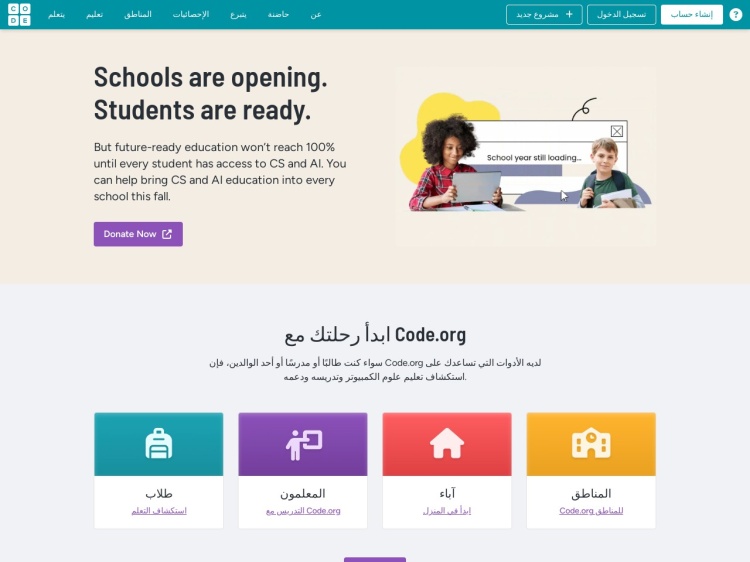 CODE
يتعلم
تعليم
المناطق
الإحصائيات
يتبرع
حاضنة
عن
مشروع جديد +
تسجيل الدخول
إنشاء حساب
?
Schools are opening.
Students are ready.
But future-ready education won't reach 100%
until every student has access to CS and AI. You
can help bring CS and AI education into every
school this fall.
Donate Now
School year still loading...
ابدأ رحلتك مع Code.org
سواء كنت طالبًا أو مدرسًا أو أحد الوالدين، فإن Code.org لديه الأدوات التي تساعدك على
استكشاف تعليم علوم الكمبيوتر وتدريسه ودعمه.
طلاب
استكشاف التعلم
المعلمون
التدريس مع Code.org
آباء
ابدأ في المنزل
المناطق
Code.org للمناطق